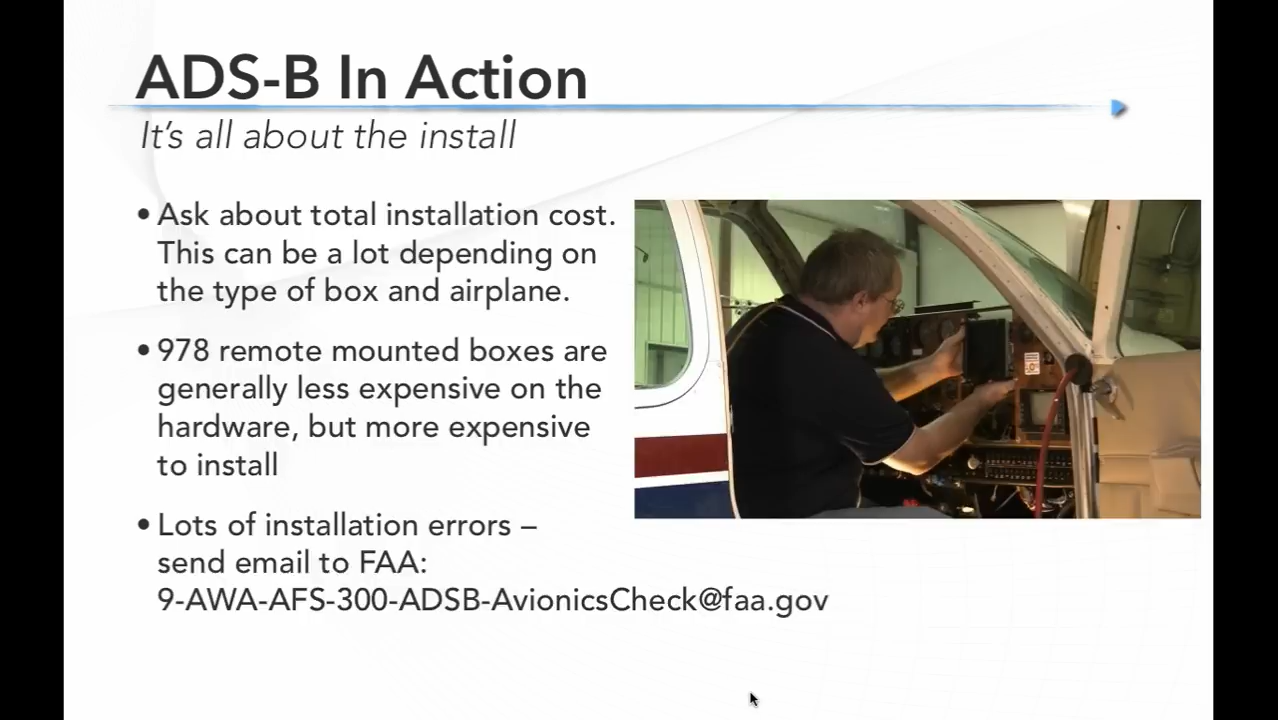 ADS-B In Action
It's all about the install
• Ask about total installation cost.
This can be a lot depending on
the type of box and airplane.
• 978 remote mounted boxes are
generally less expensive on the
hardware, but more expensive
to install
• Lots of installation errors –
send email to FAA:
9-AWA-AFS-300-ADSB-AvionicsCheck@faa.gov